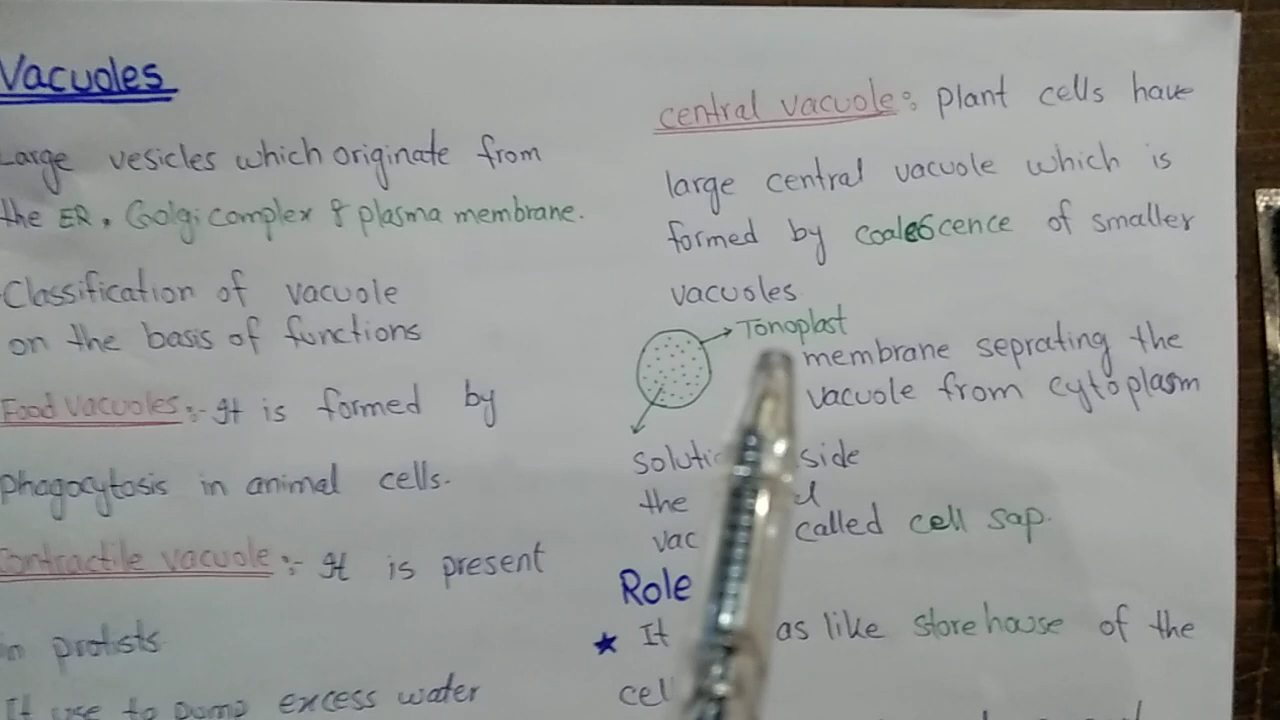 Vacuoles
Large vesicles which originate from
the ER, Golgi complex & plasma membrane.
Classification of vacuole
on the basis of functions
Food vacuoles:- It is formed by
phagocytosis in animal cells.
Contractile vacuole:- It is present
in protists
It use to pump excess water
central vacuole: plant cells have
large central vacuole which is
formed by coalescence of smaller
vacuoles
Tonoplast
membrane seprating the
vacuole from cytoplasm
side
the
called cell sap.
Role
★ It as like storehouse of the